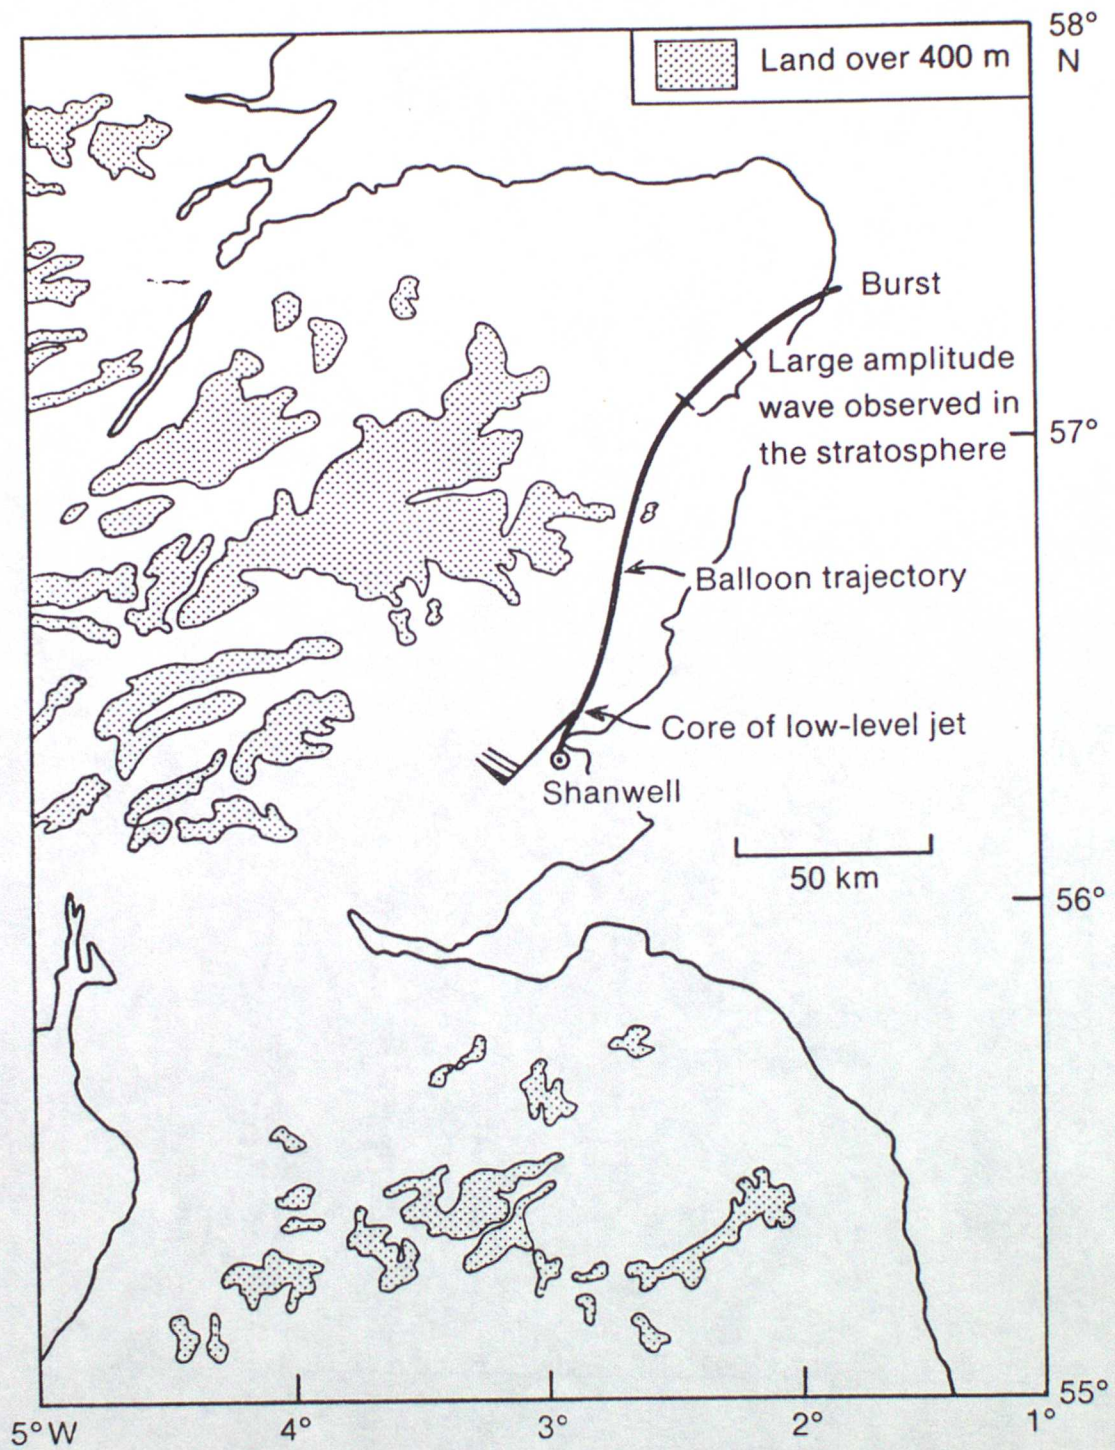 58°
N
Land over 400 m
Burst
Large amplitude
wave observed in
the stratosphere
57°
Balloon trajectory
Core of low-level jet
Shanwell
50 km
56°
55°
5°W 4° 3° 2° 1°